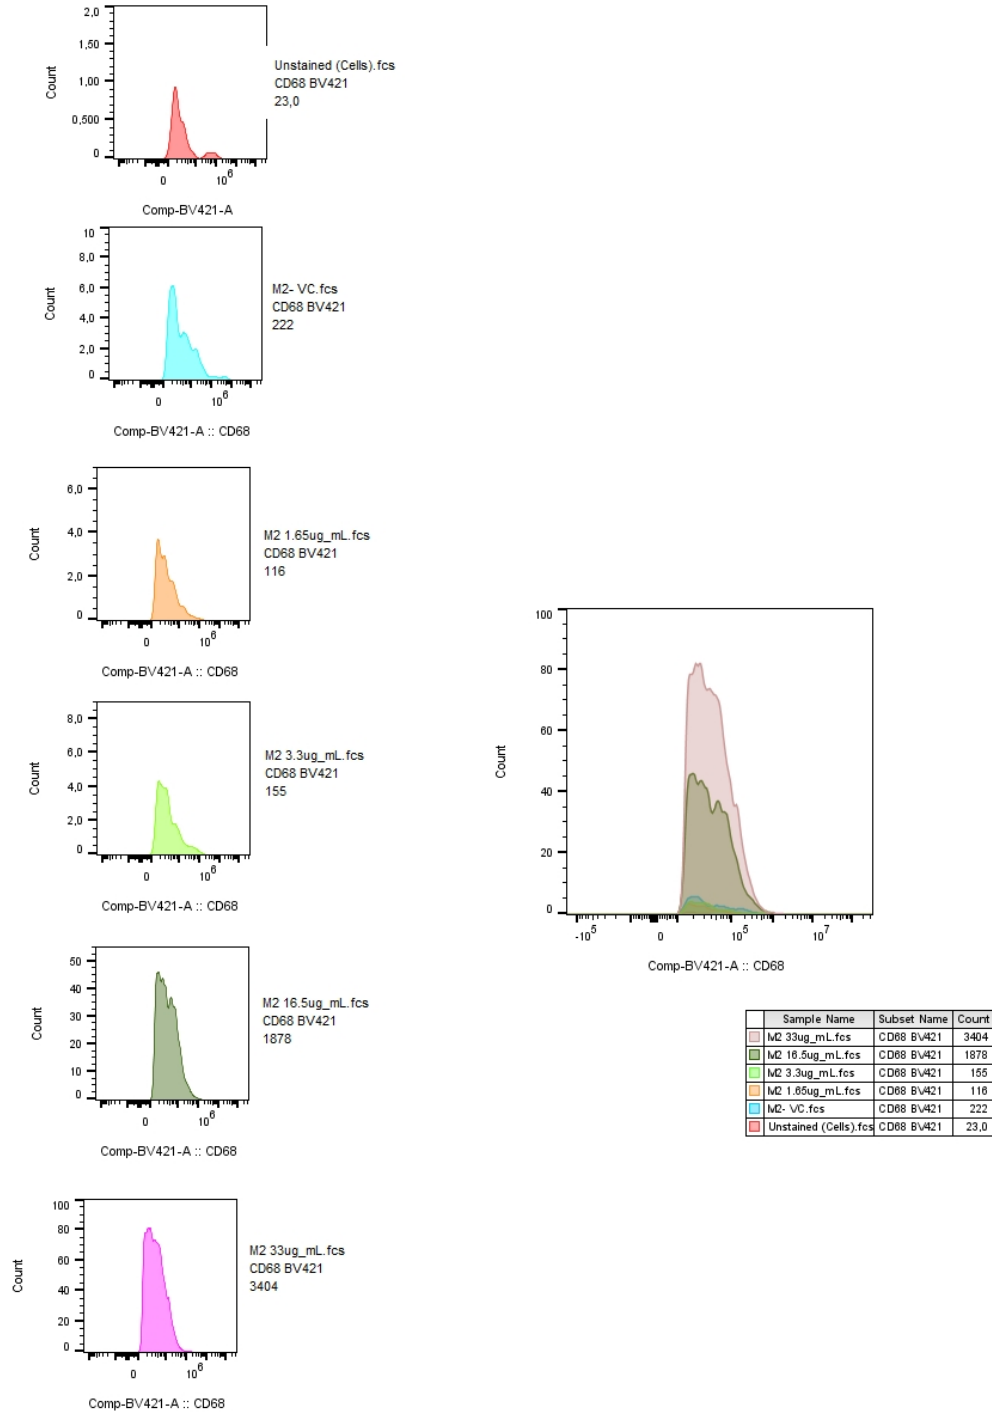 2,0
1,50
1,00
0,500
0
Count
0
10^6
Comp-BV421-A
Unstained (Cells).fcs
CD68 BV421
23,0
10
8,0
6,0
4,0
2,0
0
Count
0
10^6
Comp-BV421-A :: CD68
M2- VC.fcs
CD68 BV421
222
6,0
4,0
2,0
0
Count
0
10^6
Comp-BV421-A :: CD68
M2 1.65ug_mL.fcs
CD68 BV421
116
8,0
6,0
4,0
2,0
0
Count
0
10^6
Comp-BV421-A :: CD68
M2 3.3ug_mL.fcs
CD68 BV421
155
50
40
30
20
10
0
Count
0
10^6
Comp-BV421-A :: CD68
M2 16.5ug_mL.fcs
CD68 BV421
1878
100
80
60
40
20
0
Count
0
10^6
Comp-BV421-A :: CD68
M2 33ug_mL.fcs
CD68 BV421
3404
100
80
60
40
20
0
Count
-10^5
0
10^5
10^7
Comp-BV421-A :: CD68
Sample Name Subset Name Count
M2 33ug_mL.fcs CD68 BV421 3404
M2 16.5ug_mL.fcs CD68 BV421 1878
M2 3.3ug_mL.fcs CD68 BV421 155
M2 1.65ug_mL.fcs CD68 BV421 116
M2- VC.fcs CD68 BV421 222
Unstained (Cells).fcs CD68 BV421 23,0